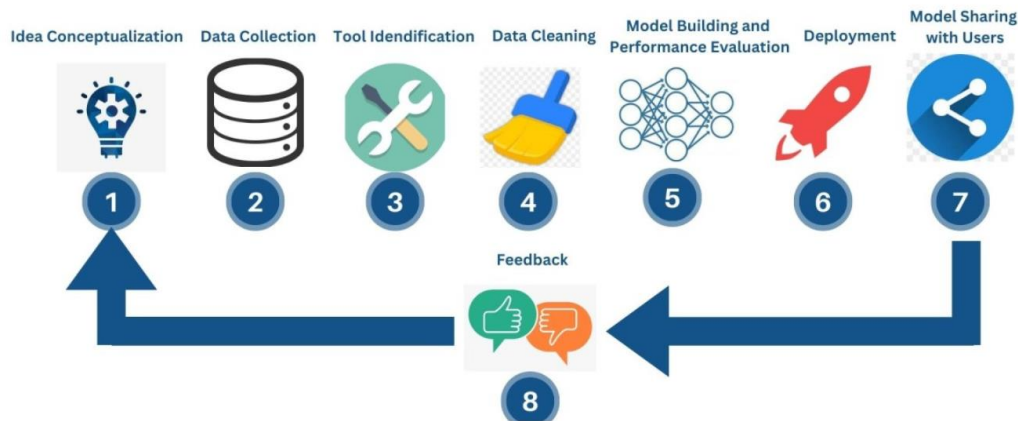 Idea Conceptualization
Data Collection
Tool Idendification
Data Cleaning
Model Building and
Performance Evaluation
Deployment
Model Sharing
with Users
1
2
3
4
5
6
7
Feedback
8